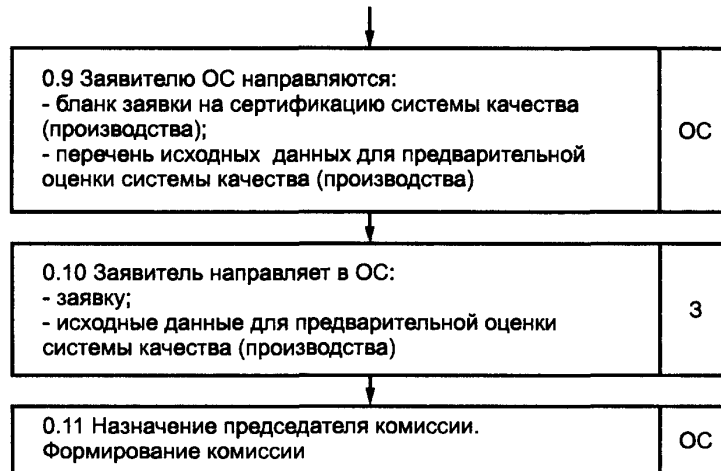 0.9 Заявителю ОС направляются:
- бланк заявки на сертификацию системы качества
(производства);
- перечень исходных данных для предварительной
оценки системы качества (производства)
ОС
0.10 Заявитель направляет в ОС:
- заявку;
- исходные данные для предварительной оценки
системы качества (производства)
З
0.11 Назначение председателя комиссии.
Формирование комиссии
ОС